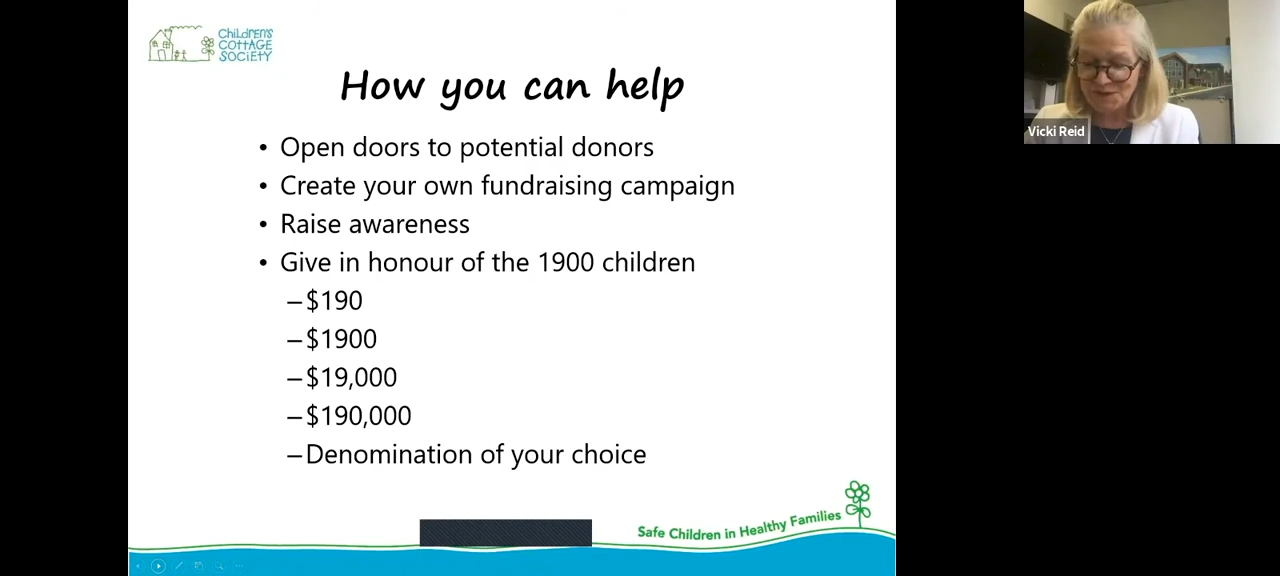 CHiLdREN'S
COTTAGE
SOCiETY
How you can help
• Open doors to potential donors
• Create your own fundraising campaign
• Raise awareness
• Give in honour of the 1900 children
–$190
–$1900
–$19,000
–$190,000
–Denomination of your choice
Safe Children in Healthy Families
Vicki Reid